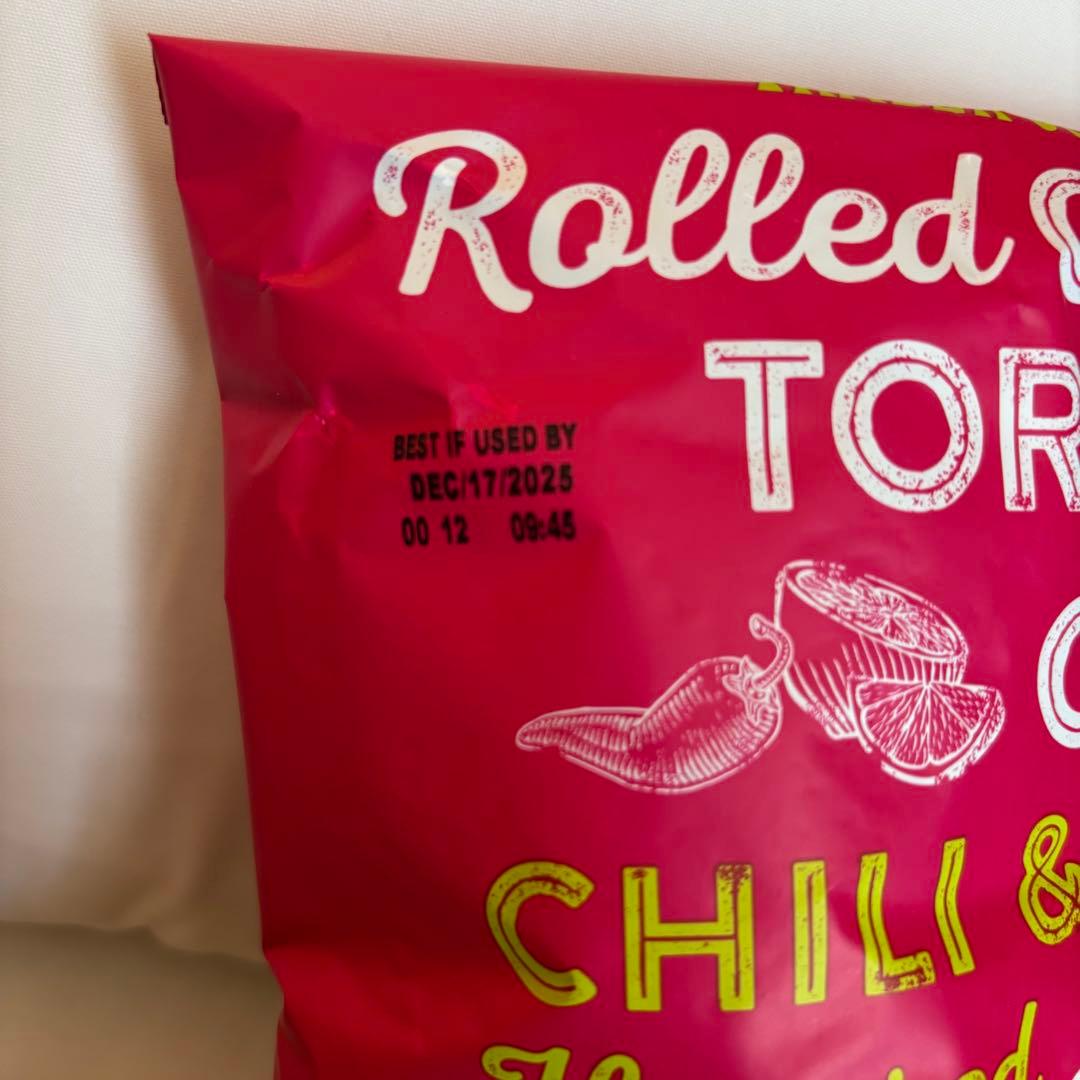 Rolled
TOR
BEST IF USED BY
DEC/17/2025
00 12 09:45
C
CHILI &